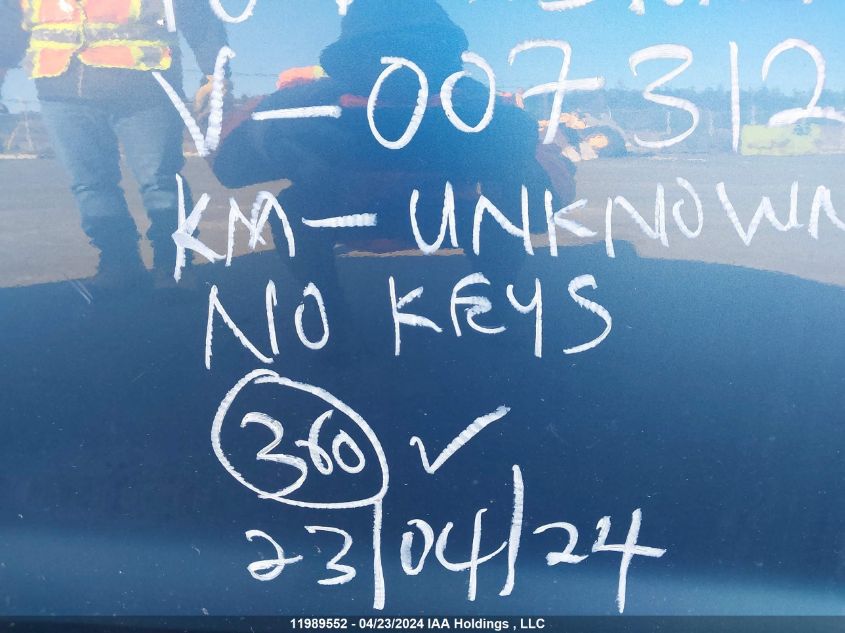 V-007312
KM-UNKNOWN
NO KEYS
360 ✓
23/04/24
11989552 - 04/23/2024 IAA Holdings , LLC